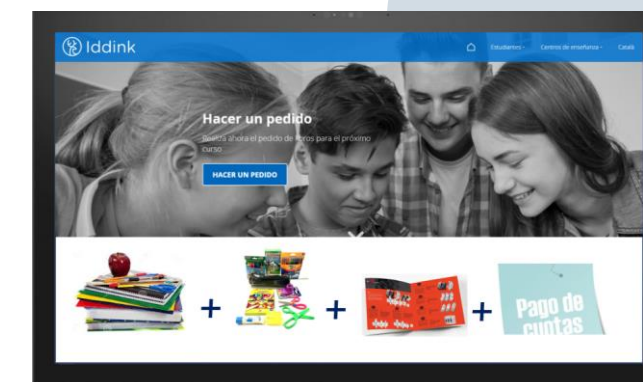 Iddink
Estudiantes
Centros de enseñanza
Català
Hacer un pedido
Realiza ahora el pedido de libros para el próximo
curso
HACER UN PEDIDO
+ + +
Pago de
cuotas